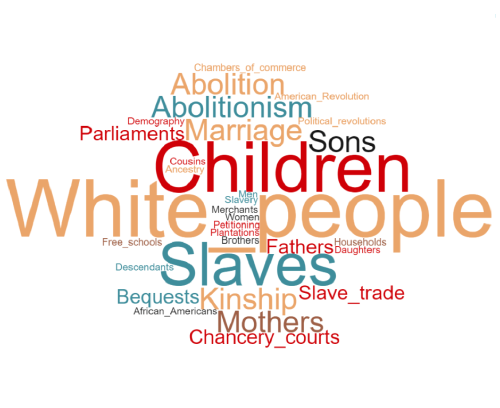 Chambers_of_commerce
Abolition
American_Revolution
Abolitionism
Demography
Political_revolutions
Parliaments
Marriage
Sons
Children
Cousins
Ancestry
White_people
Men
Slavery
Merchants
Women
Petitioning
Plantations
Brothers
Free_schools
Fathers
Households
Daughters
Slaves
Descendants
Bequests
Kinship
Slave_trade
African_Americans
Mothers
Chancery_courts